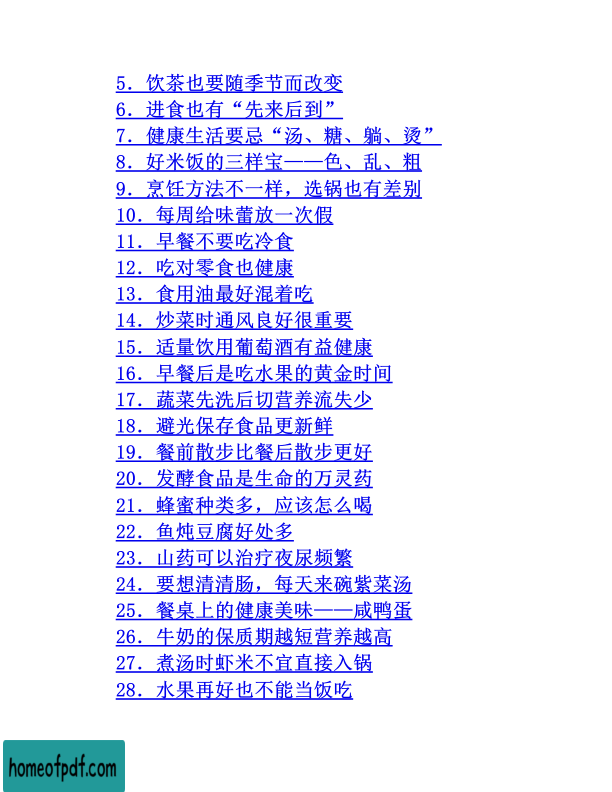 5．饮茶也要随季节而改变
6．进食也有“先来后到”
7．健康生活要忌“汤、糖、躺、烫”
8．好米饭的三样宝——色、乱、粗
9．烹饪方法不一样，选锅也有差别
10．每周给味蕾放一次假
11．早餐不要吃冷食
12．吃对零食也健康
13．食用油最好混着吃
14．炒菜时通风良好很重要
15．适量饮用葡萄酒有益健康
16．早餐后是吃水果的黄金时间
17．蔬菜先洗后切营养流失少
18．避光保存食品更新鲜
19．餐前散步比餐后散步更好
20．发酵食品是生命的万灵药
21．蜂蜜种类多，应该怎么喝
22．鱼炖豆腐好处多
23．山药可以治疗夜尿频繁
24．要想清清肠，每天来碗紫菜汤
25．餐桌上的健康美味——咸鸭蛋
26．牛奶的保质期越短营养越高
27．煮汤时虾米不宜直接入锅
28．水果再好也不能当饭吃
homeofpdf.com